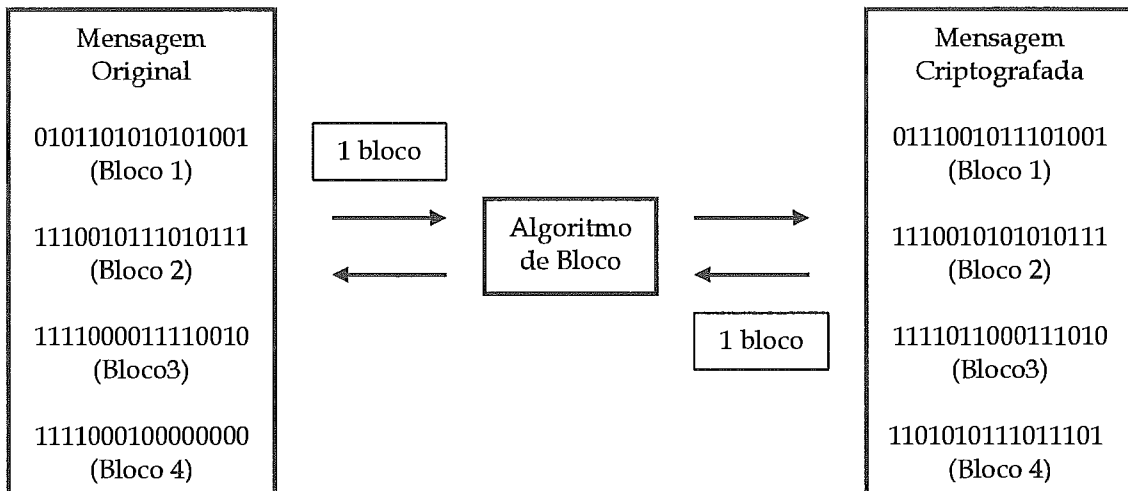 Mensagem
Original
0101101010101001
(Bloco 1)
1110010111010111
(Bloco 2)
1111000011110010
(Bloco3)
1111000100000000
(Bloco 4)
1 bloco
Algoritmo
de Bloco
1 bloco
Mensagem
Criptografada
0111001011101001
(Bloco 1)
1110010101010111
(Bloco 2)
1111011000111010
(Bloco3)
1101010111011101
(Bloco 4)